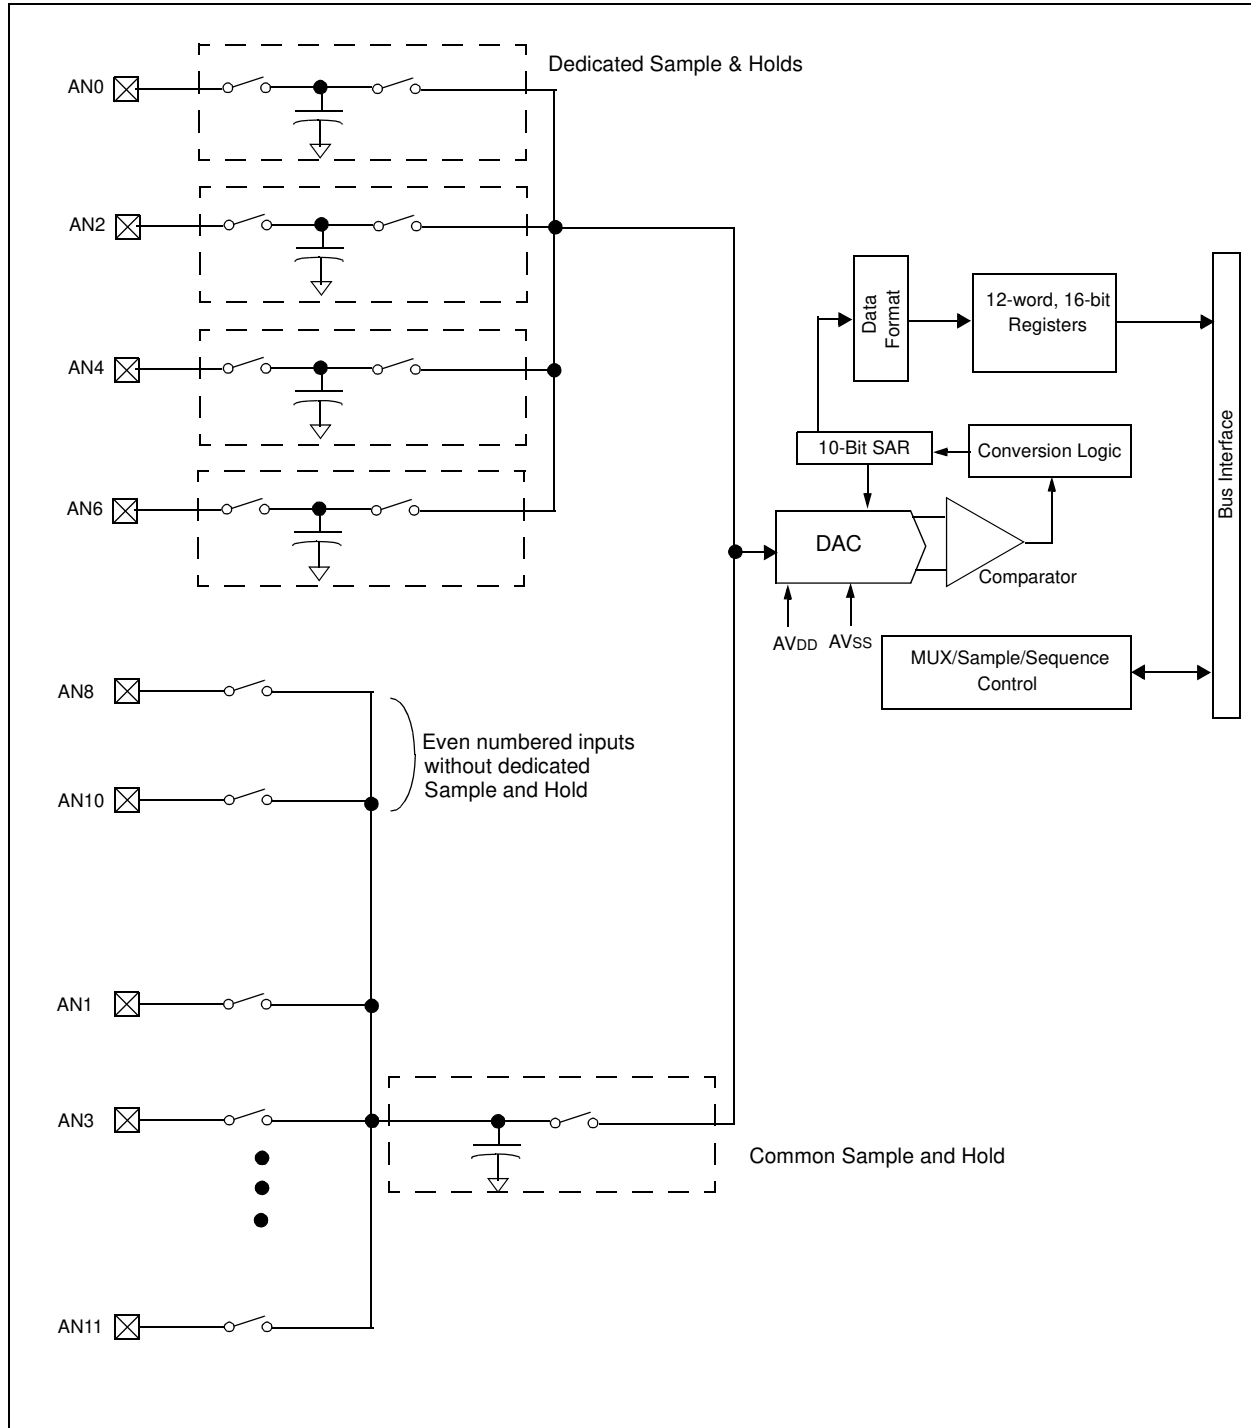 Dedicated Sample & Holds
AN0
AN2
AN4
AN6
Data
Format
12-word, 16-bit
Registers
Bus Interface
10-Bit SAR
Conversion Logic
DAC
Comparator
AVDD
AVSS
MUX/Sample/Sequence
Control
AN8
Even numbered inputs
without dedicated
Sample and Hold
AN10
AN1
AN3
Common Sample and Hold
AN11